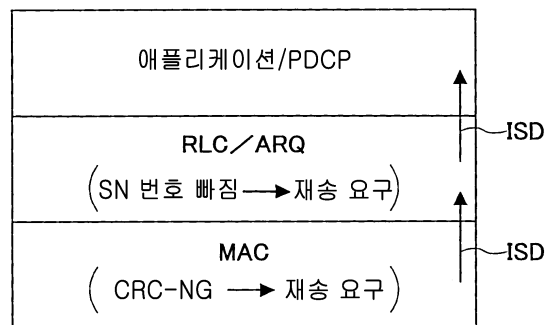 애플리케이션/PDCP
ISD
RLC／ARQ
(SN 번호 빠짐→재송 요구)
MAC
ISD
( CRC-NG → 재송 요구)